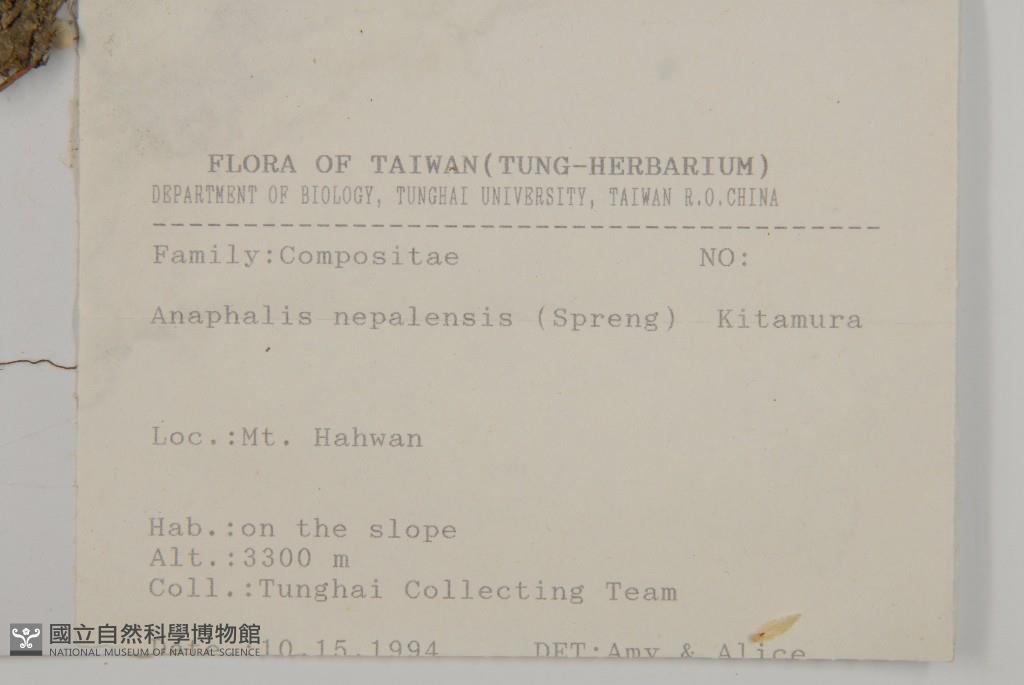 FLORA OF TAIWAN(TUNG-HERBARIUM)
DEPARTMENT OF BIOLOGY, TUNGHAI UNIVERSITY, TAIWAN R.O.CHINA
Family:Compositae NO:
Anaphalis nepalensis (Spreng) Kitamura
Loc.:Mt. Hahwan
Hab.:on the slope
Alt.:3300 m
Coll.:Tunghai Collecting Team
10.15.1994 DET:Amy & Alice
國立自然科學博物館
NATIONAL MUSEUM OF NATURAL SCIENCE